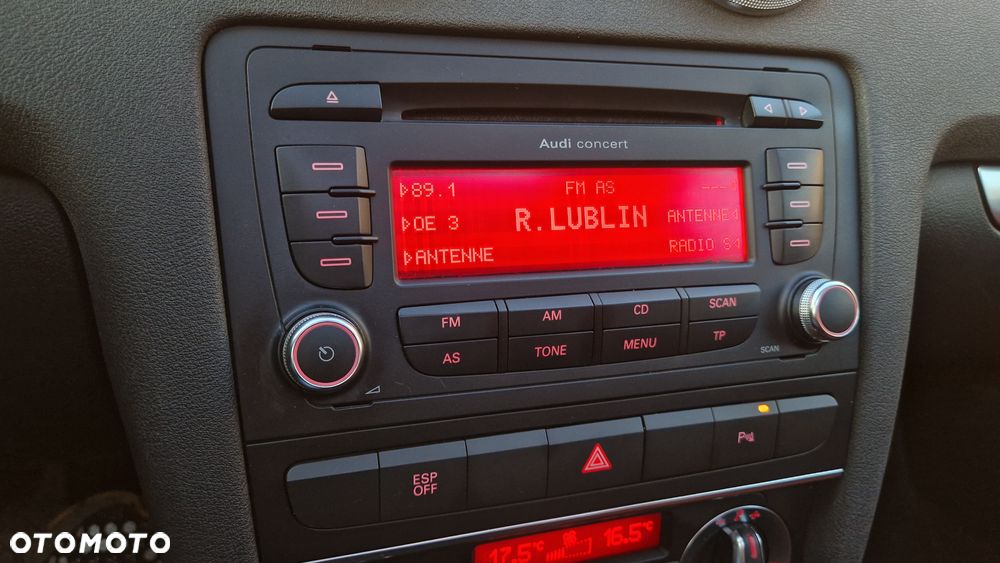 Audi concert
89.1 FM AS ---
OE 3 R.LUBLIN ANTENNE
ANTENNE RADIO S
FM AM CD SCAN
AS TONE MENU TP
SCAN
ESP
OFF
P
17.5°C 16.5°C
OTOMOTO